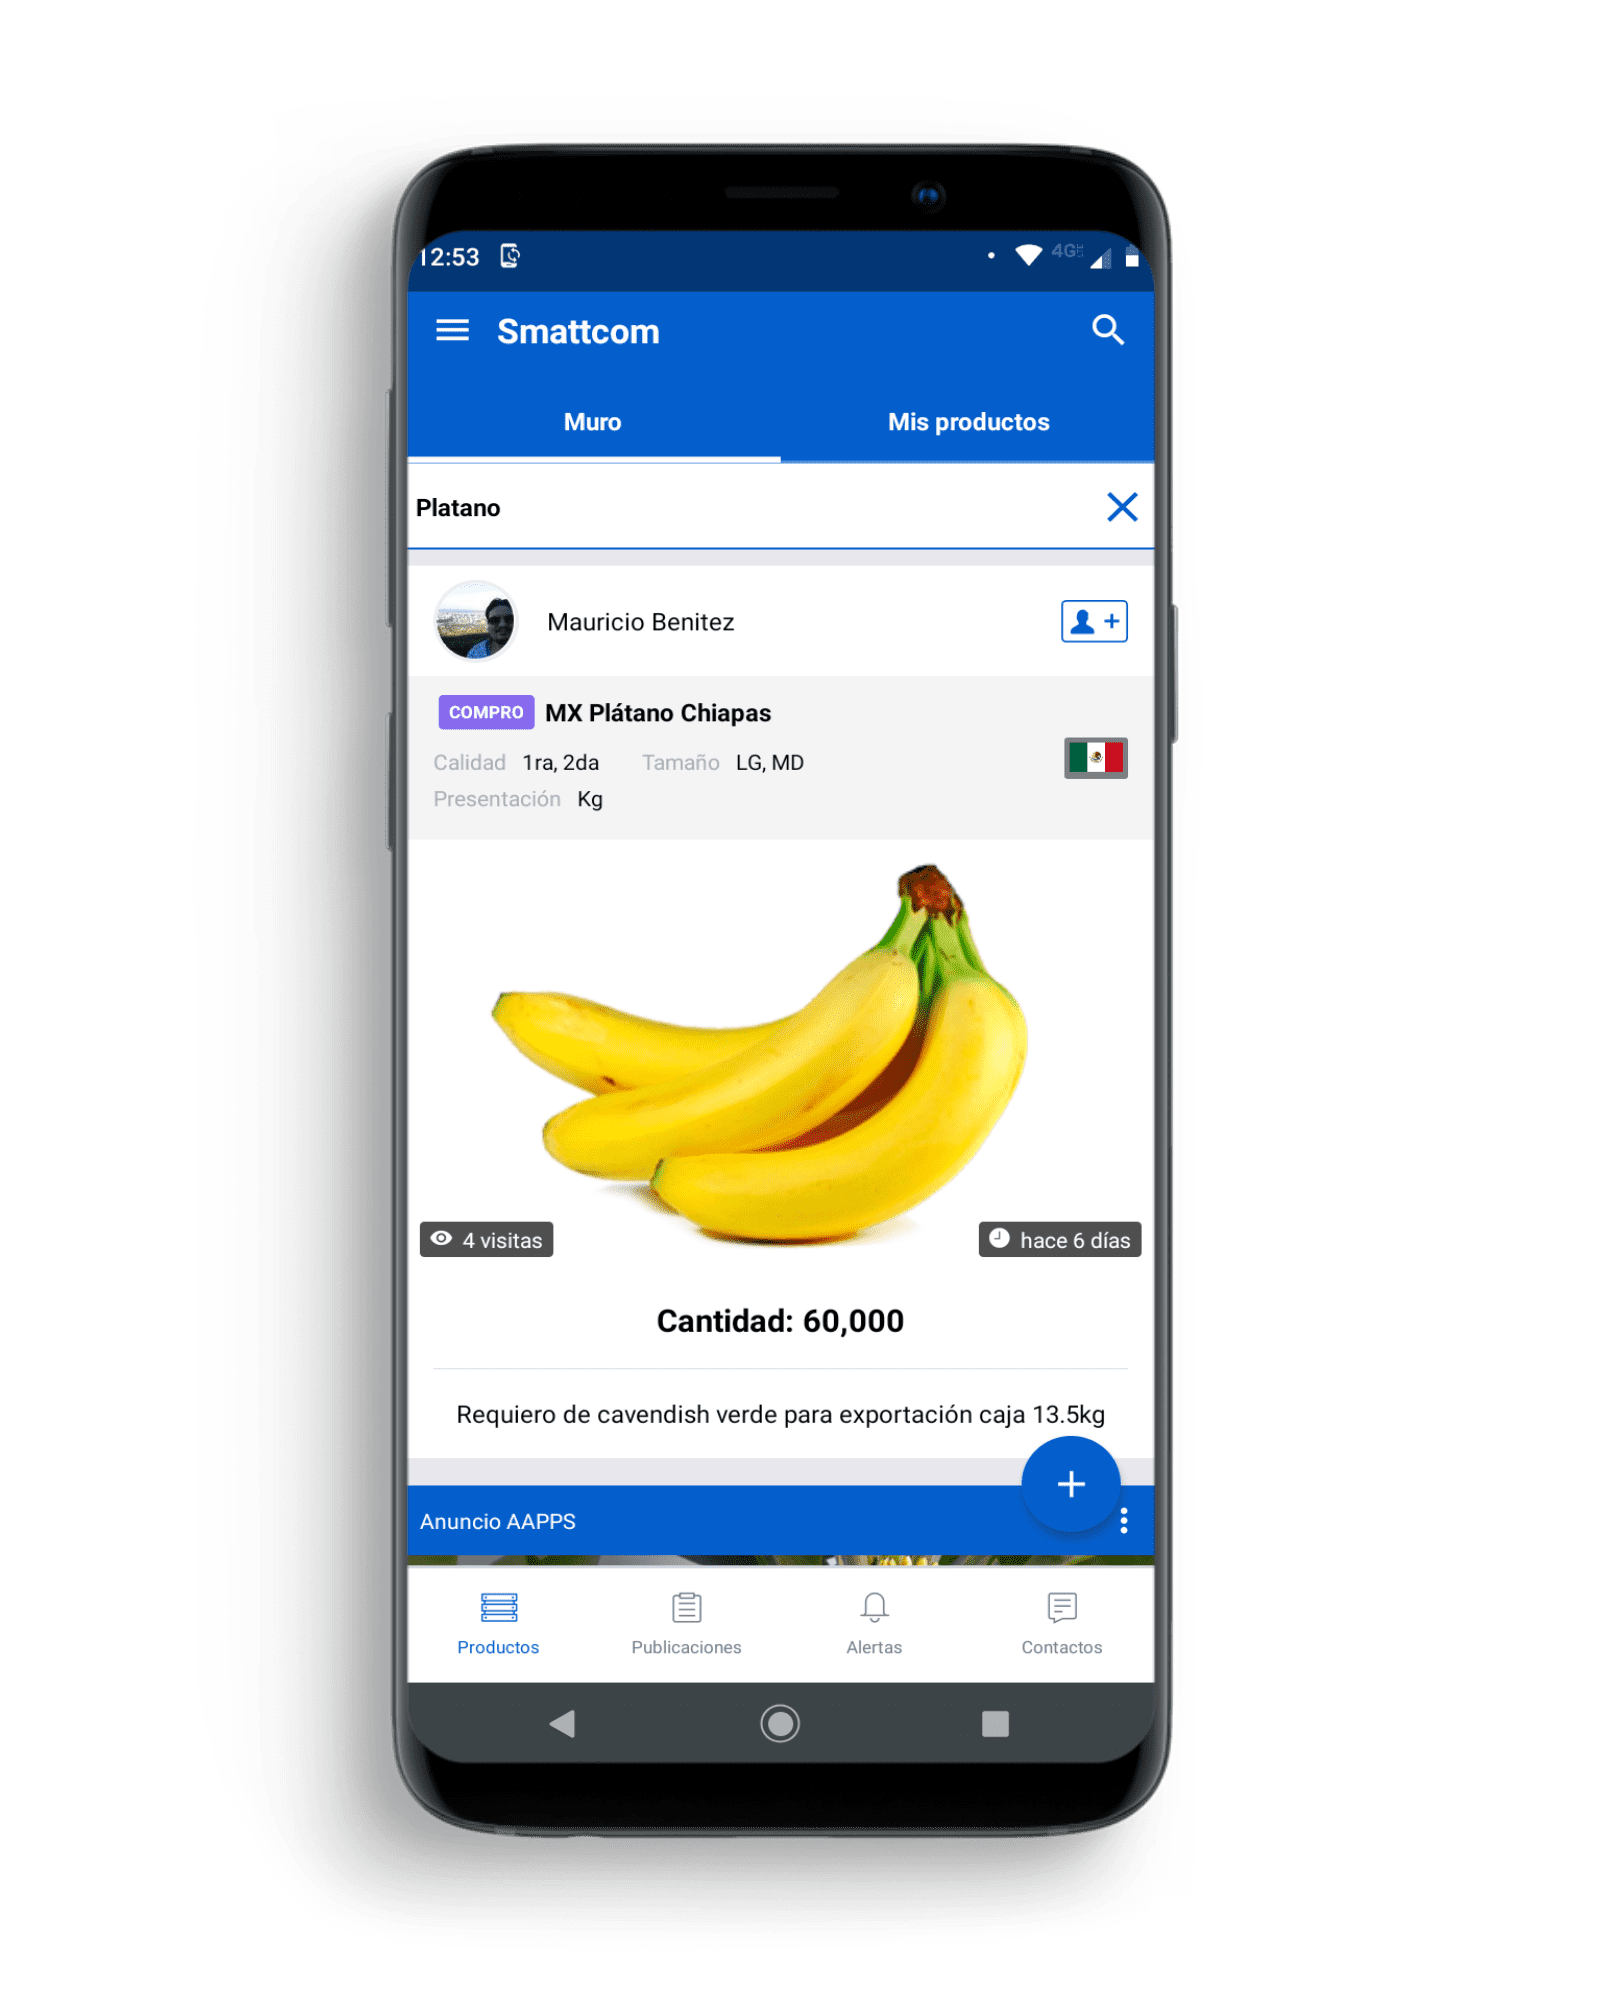 12:53
4G
Smattcom
Muro Mis productos
Platano
Mauricio Benitez
COMPRO MX Plátano Chiapas
Calidad 1ra, 2da Tamaño LG, MD
Presentación Kg
4 visitas hace 6 días
Cantidad: 60,000
Requiero de cavendish verde para exportación caja 13.5kg
Anuncio AAPPS
Productos Publicaciones Alertas Contactos